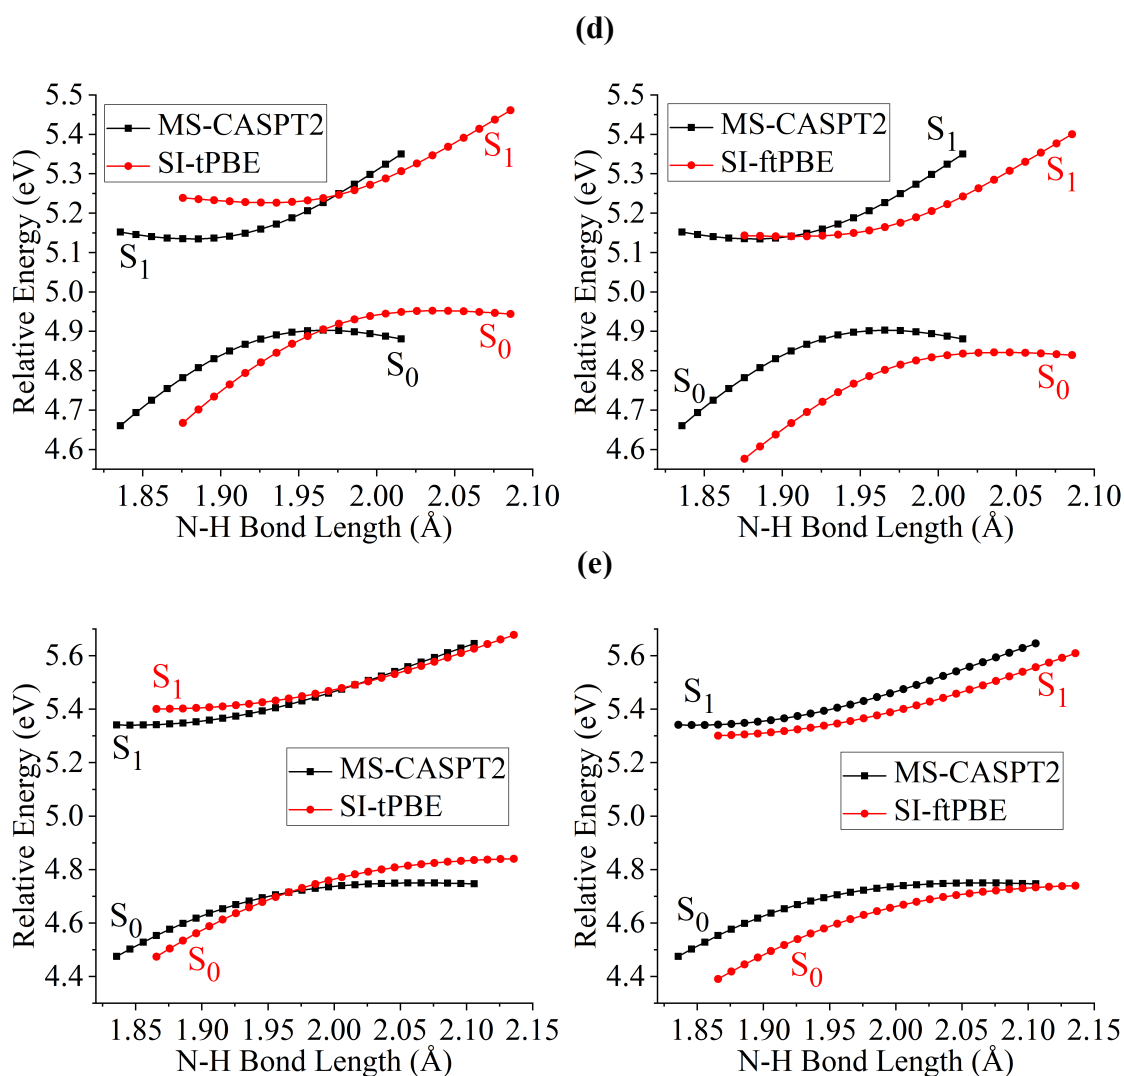 (d)
MS-CASPT2
SI-tPBE
S1
S1
S0
S0
5.5
5.4
5.3
5.2
5.1
5.0
4.9
4.8
4.7
4.6
Relative Energy (eV)
1.85 1.90 1.95 2.00 2.05 2.10
N-H Bond Length (Å)
MS-CASPT2
SI-ftPBE
S1
S1
S0
S0
5.5
5.4
5.3
5.2
5.1
5.0
4.9
4.8
4.7
4.6
Relative Energy (eV)
1.85 1.90 1.95 2.00 2.05 2.10
N-H Bond Length (Å)
(e)
S1
S1
MS-CASPT2
SI-tPBE
S0
S0
5.6
5.4
5.2
5.0
4.8
4.6
4.4
Relative Energy (eV)
1.85 1.90 1.95 2.00 2.05 2.10 2.15
N-H Bond Length (Å)
S1
S1
MS-CASPT2
SI-ftPBE
S0
S0
5.6
5.4
5.2
5.0
4.8
4.6
4.4
Relative Energy (eV)
1.85 1.90 1.95 2.00 2.05 2.10 2.15
N-H Bond Length (Å)